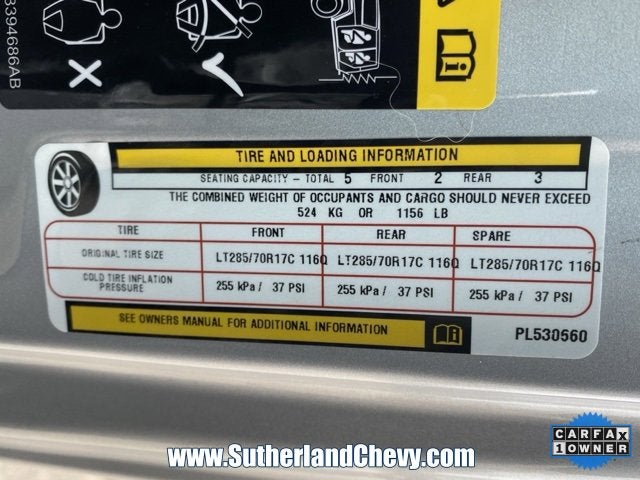 3394686AB
TIRE AND LOADING INFORMATION
SEATING CAPACITY – TOTAL 5 FRONT 2 REAR 3
THE COMBINED WEIGHT OF OCCUPANTS AND CARGO SHOULD NEVER EXCEED
524 KG OR 1156 LB
TIRE FRONT REAR SPARE
ORIGINAL TIRE SIZE LT285/70R17C 116Q LT285/70R17C 116Q LT285/70R17C 116Q
COLD TIRE INFLATION
PRESSURE 255 kPa / 37 PSI 255 kPa / 37 PSI 255 kPa / 37 PSI
SEE OWNERS MANUAL FOR ADDITIONAL INFORMATION
PL530560
CARFAX
1 OWNER
www.SutherlandChevy.com